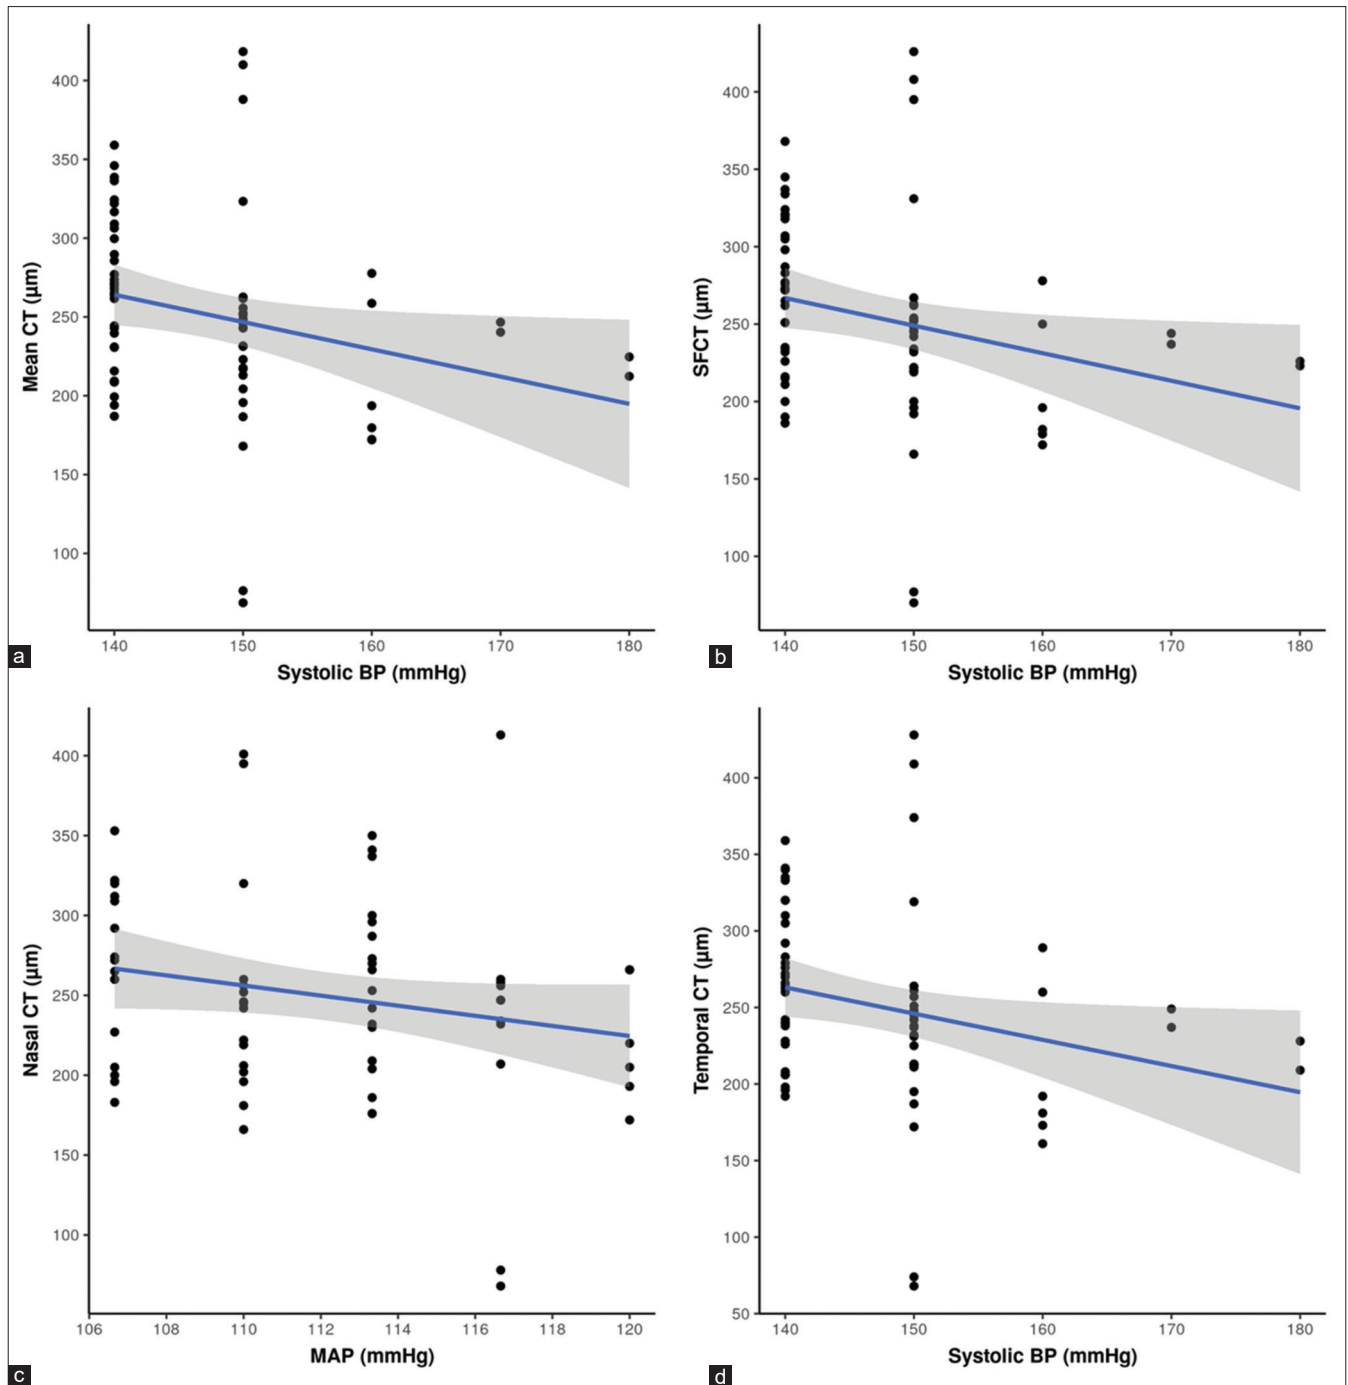 400
350
300
250
200
150
100
Mean CT (µm)
140 150 160 170 180
Systolic BP (mmHg)
a
400
350
300
250
200
150
100
SFCT (µm)
140 150 160 170 180
Systolic BP (mmHg)
b
400
350
300
250
200
150
100
Nasal CT (µm)
106 108 110 112 114 116 118 120
MAP (mmHg)
c
400
350
300
250
200
150
100
50
Temporal CT (µm)
140 150 160 170 180
Systolic BP (mmHg)
d